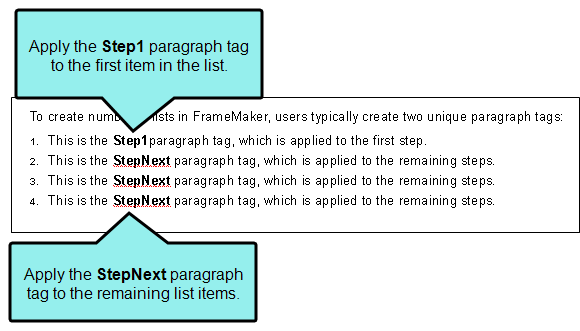 Apply the Step1 paragraph tag
to the first item in the list.
To create num lists in FrameMaker, users typically create two unique paragraph tags:
1. This is the Step1paragraph tag, which is applied to the first step.
2. This is the StepNext paragraph tag, which is applied to the remaining steps.
3. This is the StepNext paragraph tag, which is applied to the remaining steps.
4. This is the StepNext paragraph tag, which is applied to the remaining steps.
Apply the StepNext paragraph
tag to the remaining list items.